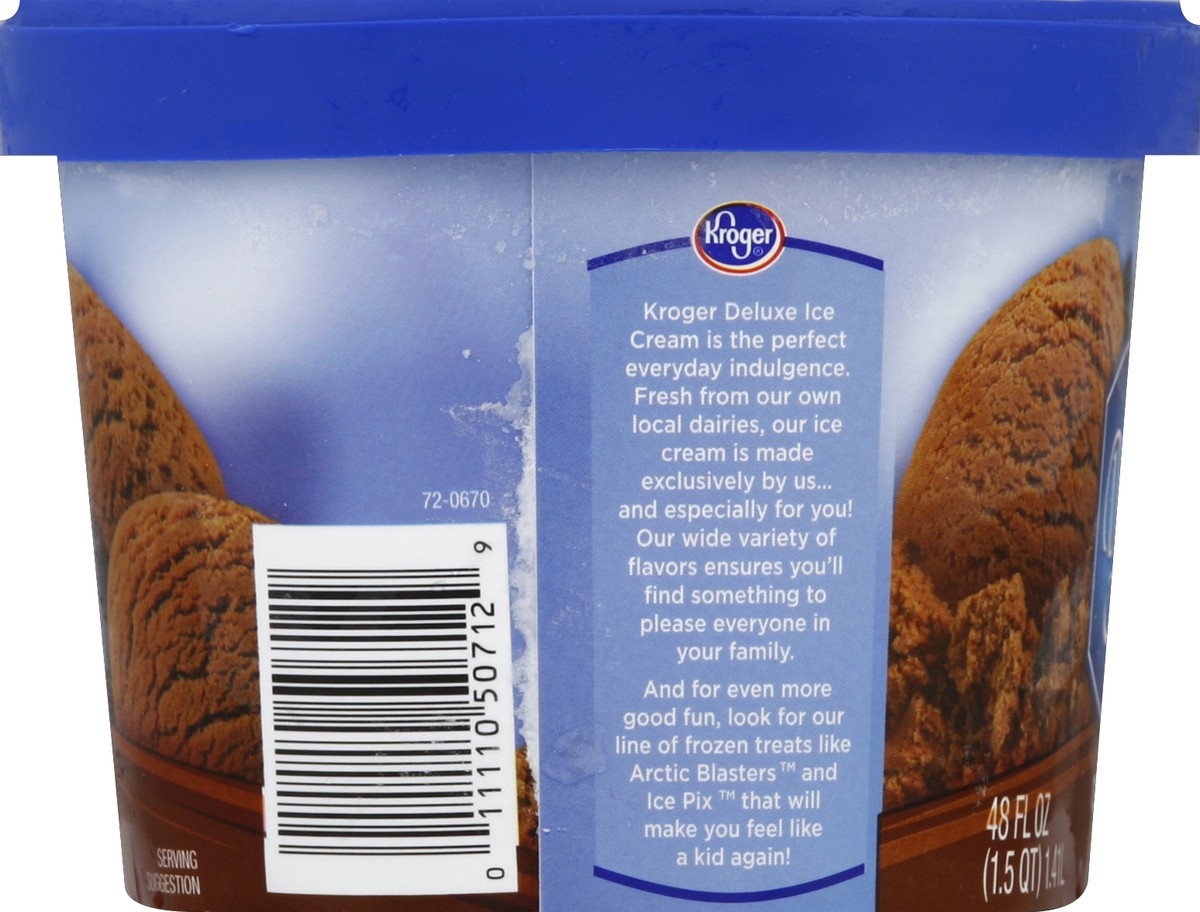 Kroger
Kroger Deluxe Ice
Cream is the perfect
everyday indulgence.
Fresh from our own
local dairies, our ice
cream is made
exclusively by us...
and especially for you!
Our wide variety of
flavors ensures you'll
find something to
please everyone in
your family.
And for even more
good fun, look for our
line of frozen treats like
Arctic Blasters™ and
Ice Pix™ that will
make you feel like
a kid again!
72-0670
0 11110 50712 9
SERVING
SUGGESTION
48 FL OZ
(1.5 QT) 1.41L